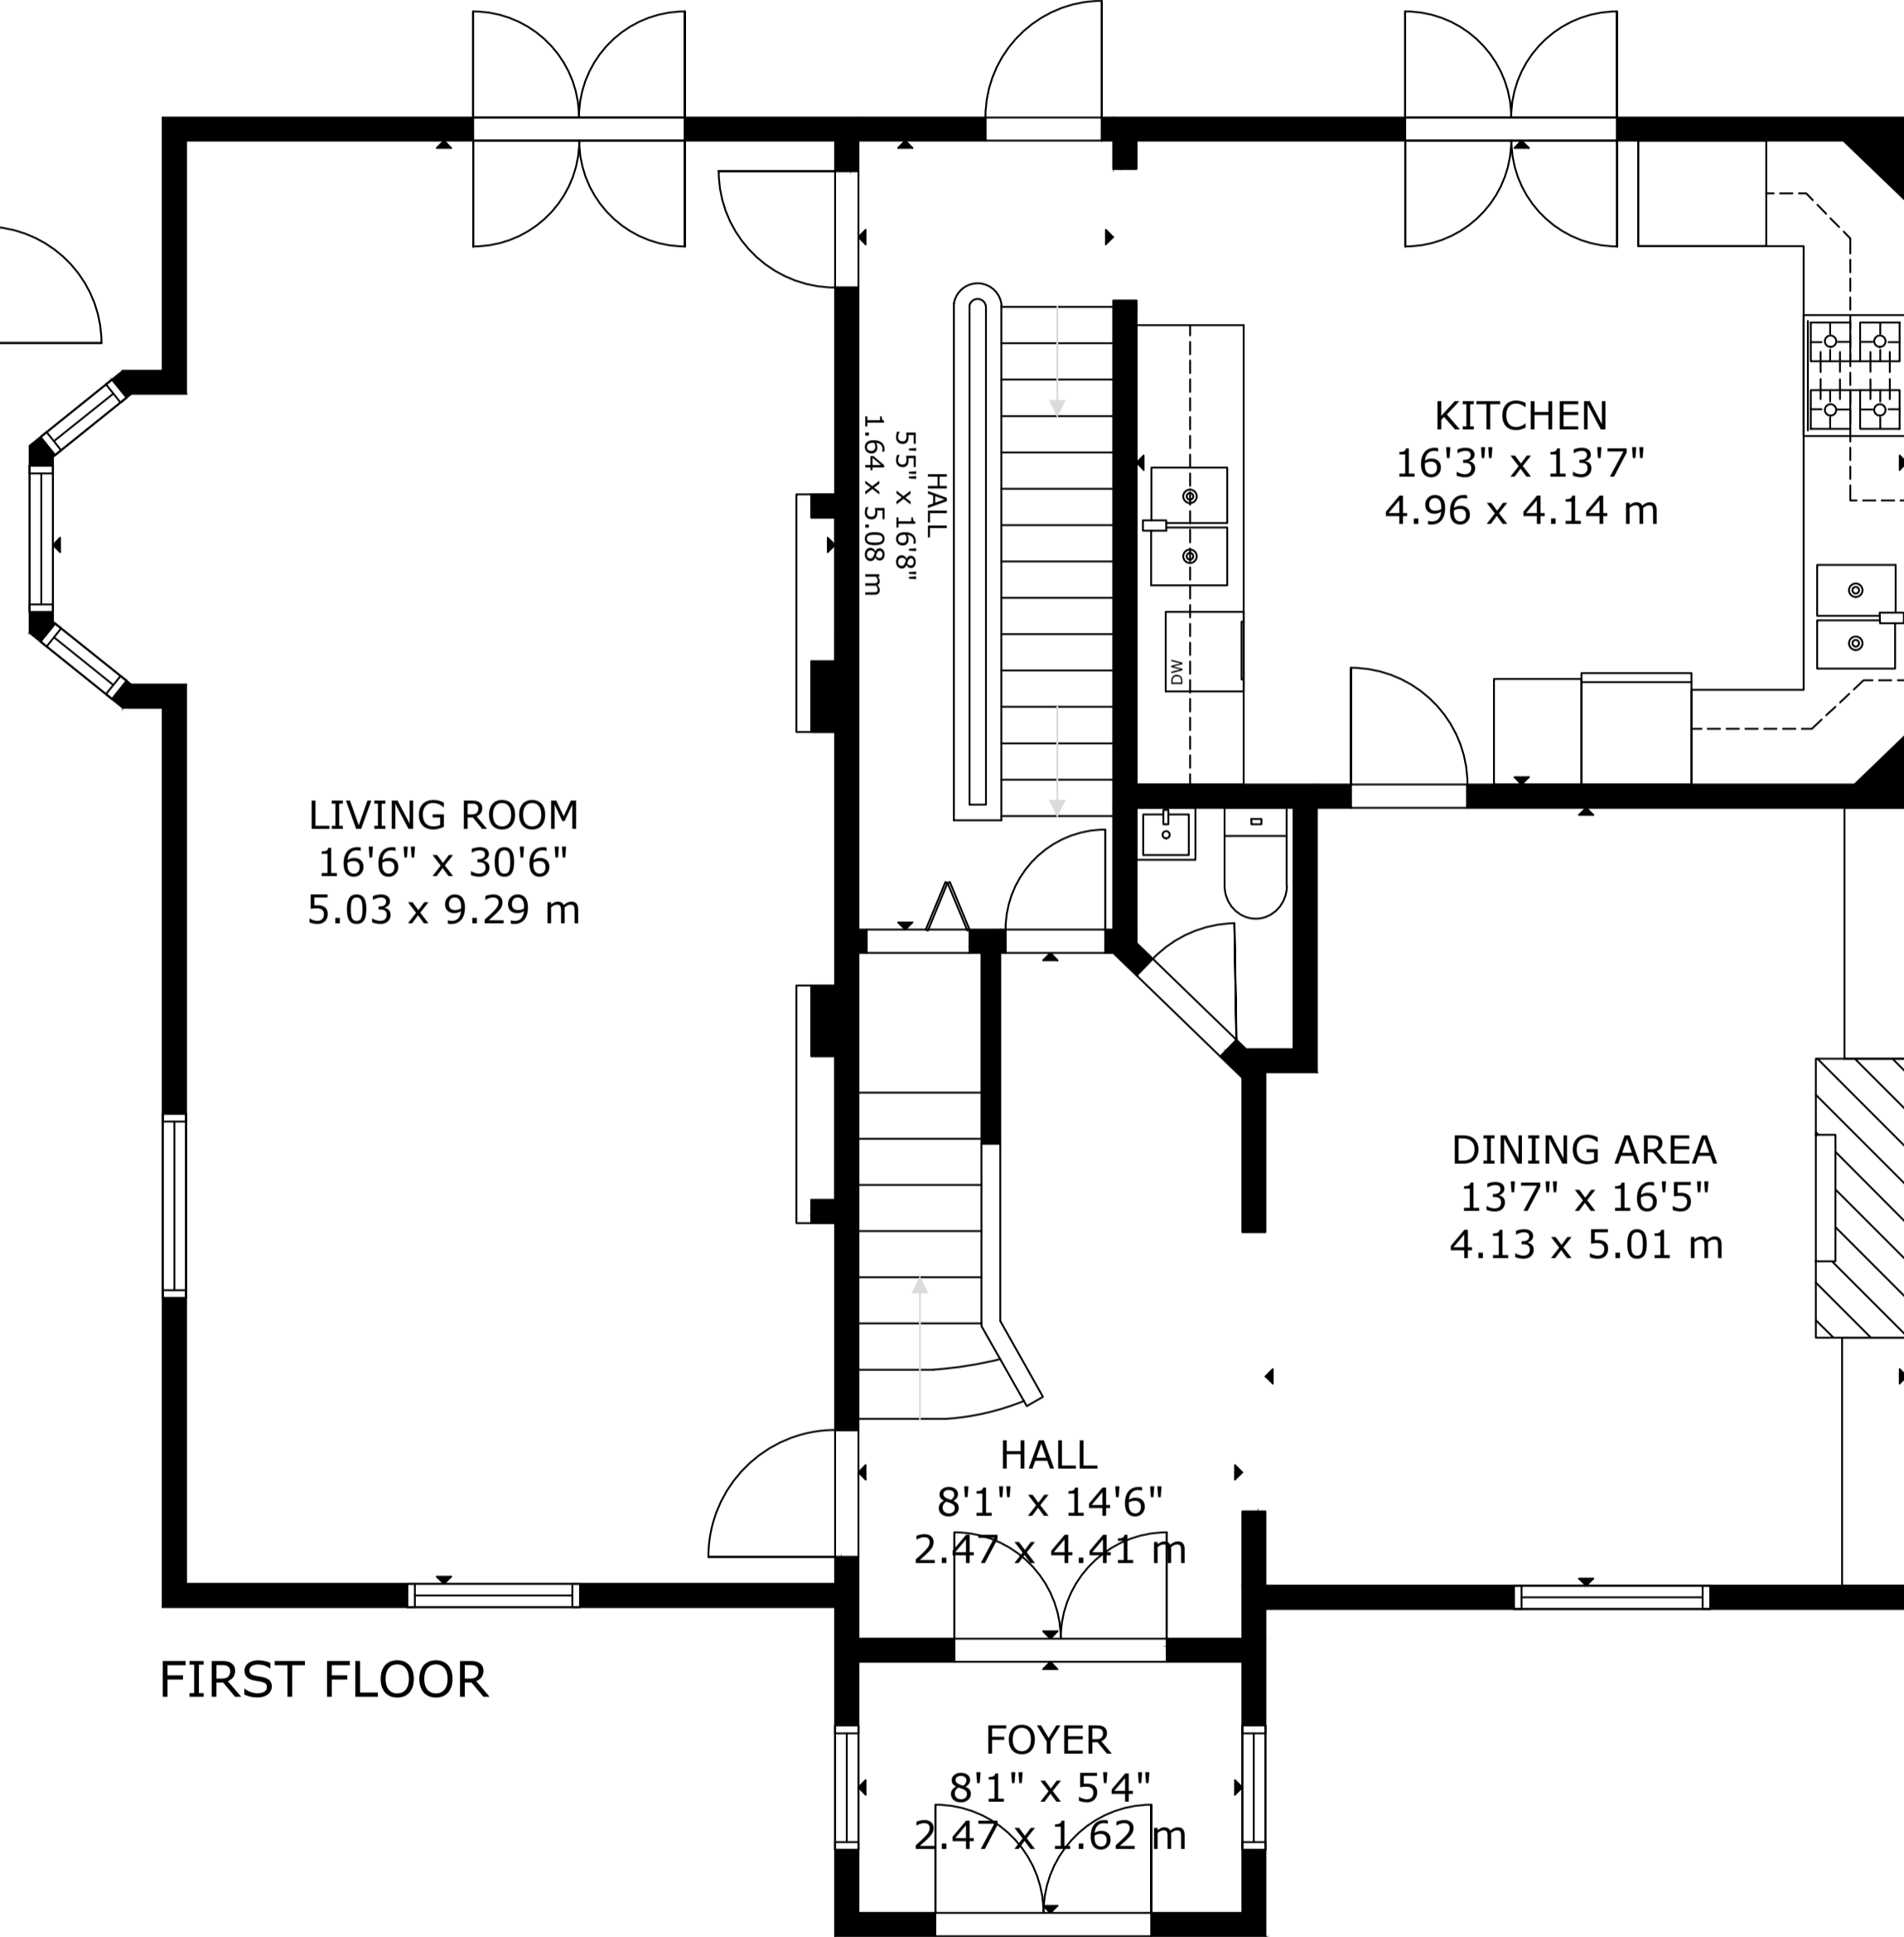 KITCHEN
16'3" x 13'7"
4.96 x 4.14 m
HALL
5'5" x 16'8"
1.64 x 5.08 m
DW
LIVING ROOM
16'6" x 30'6"
5.03 x 9.29 m
DINING AREA
13'7" x 16'5"
4.13 x 5.01 m
HALL
8'1" x 14'6"
2.47 x 4.41 m
FIRST FLOOR
FOYER
8'1" x 5'4"
2.47 x 1.62 m